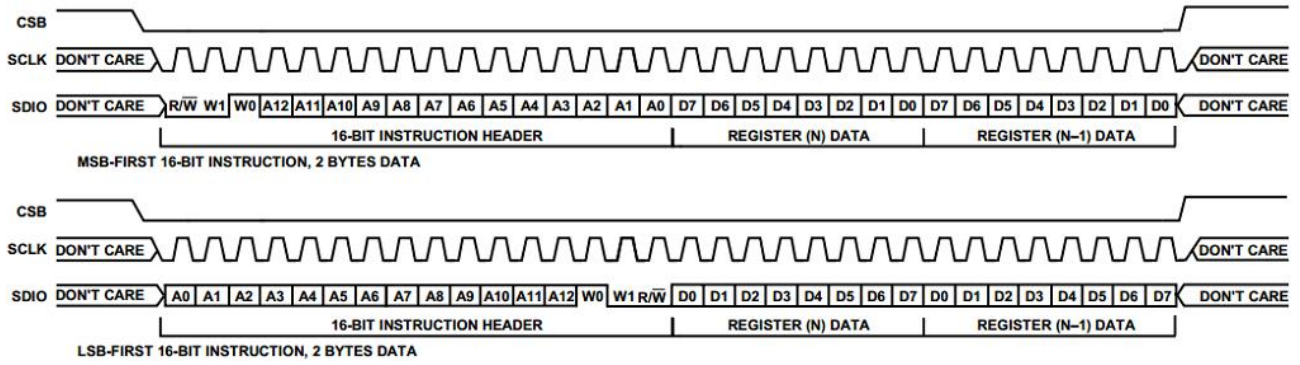 CSB
SCLK DON'T CARE DON'T CARE
SDIO DON'T CARE R/W̅ W1 W0 A12 A11 A10 A9 A8 A7 A6 A5 A4 A3 A2 A1 A0 D7 D6 D5 D4 D3 D2 D1 D0 D7 D6 D5 D4 D3 D2 D1 D0 DON'T CARE
16-BIT INSTRUCTION HEADER REGISTER (N) DATA REGISTER (N–1) DATA
MSB-FIRST 16-BIT INSTRUCTION, 2 BYTES DATA
CSB
SCLK DON'T CARE DON'T CARE
SDIO DON'T CARE A0 A1 A2 A3 A4 A5 A6 A7 A8 A9 A10 A11 A12 W0 W1 R/W̅ D0 D1 D2 D3 D4 D5 D6 D7 D0 D1 D2 D3 D4 D5 D6 D7 DON'T CARE
16-BIT INSTRUCTION HEADER REGISTER (N) DATA REGISTER (N–1) DATA
LSB-FIRST 16-BIT INSTRUCTION, 2 BYTES DATA